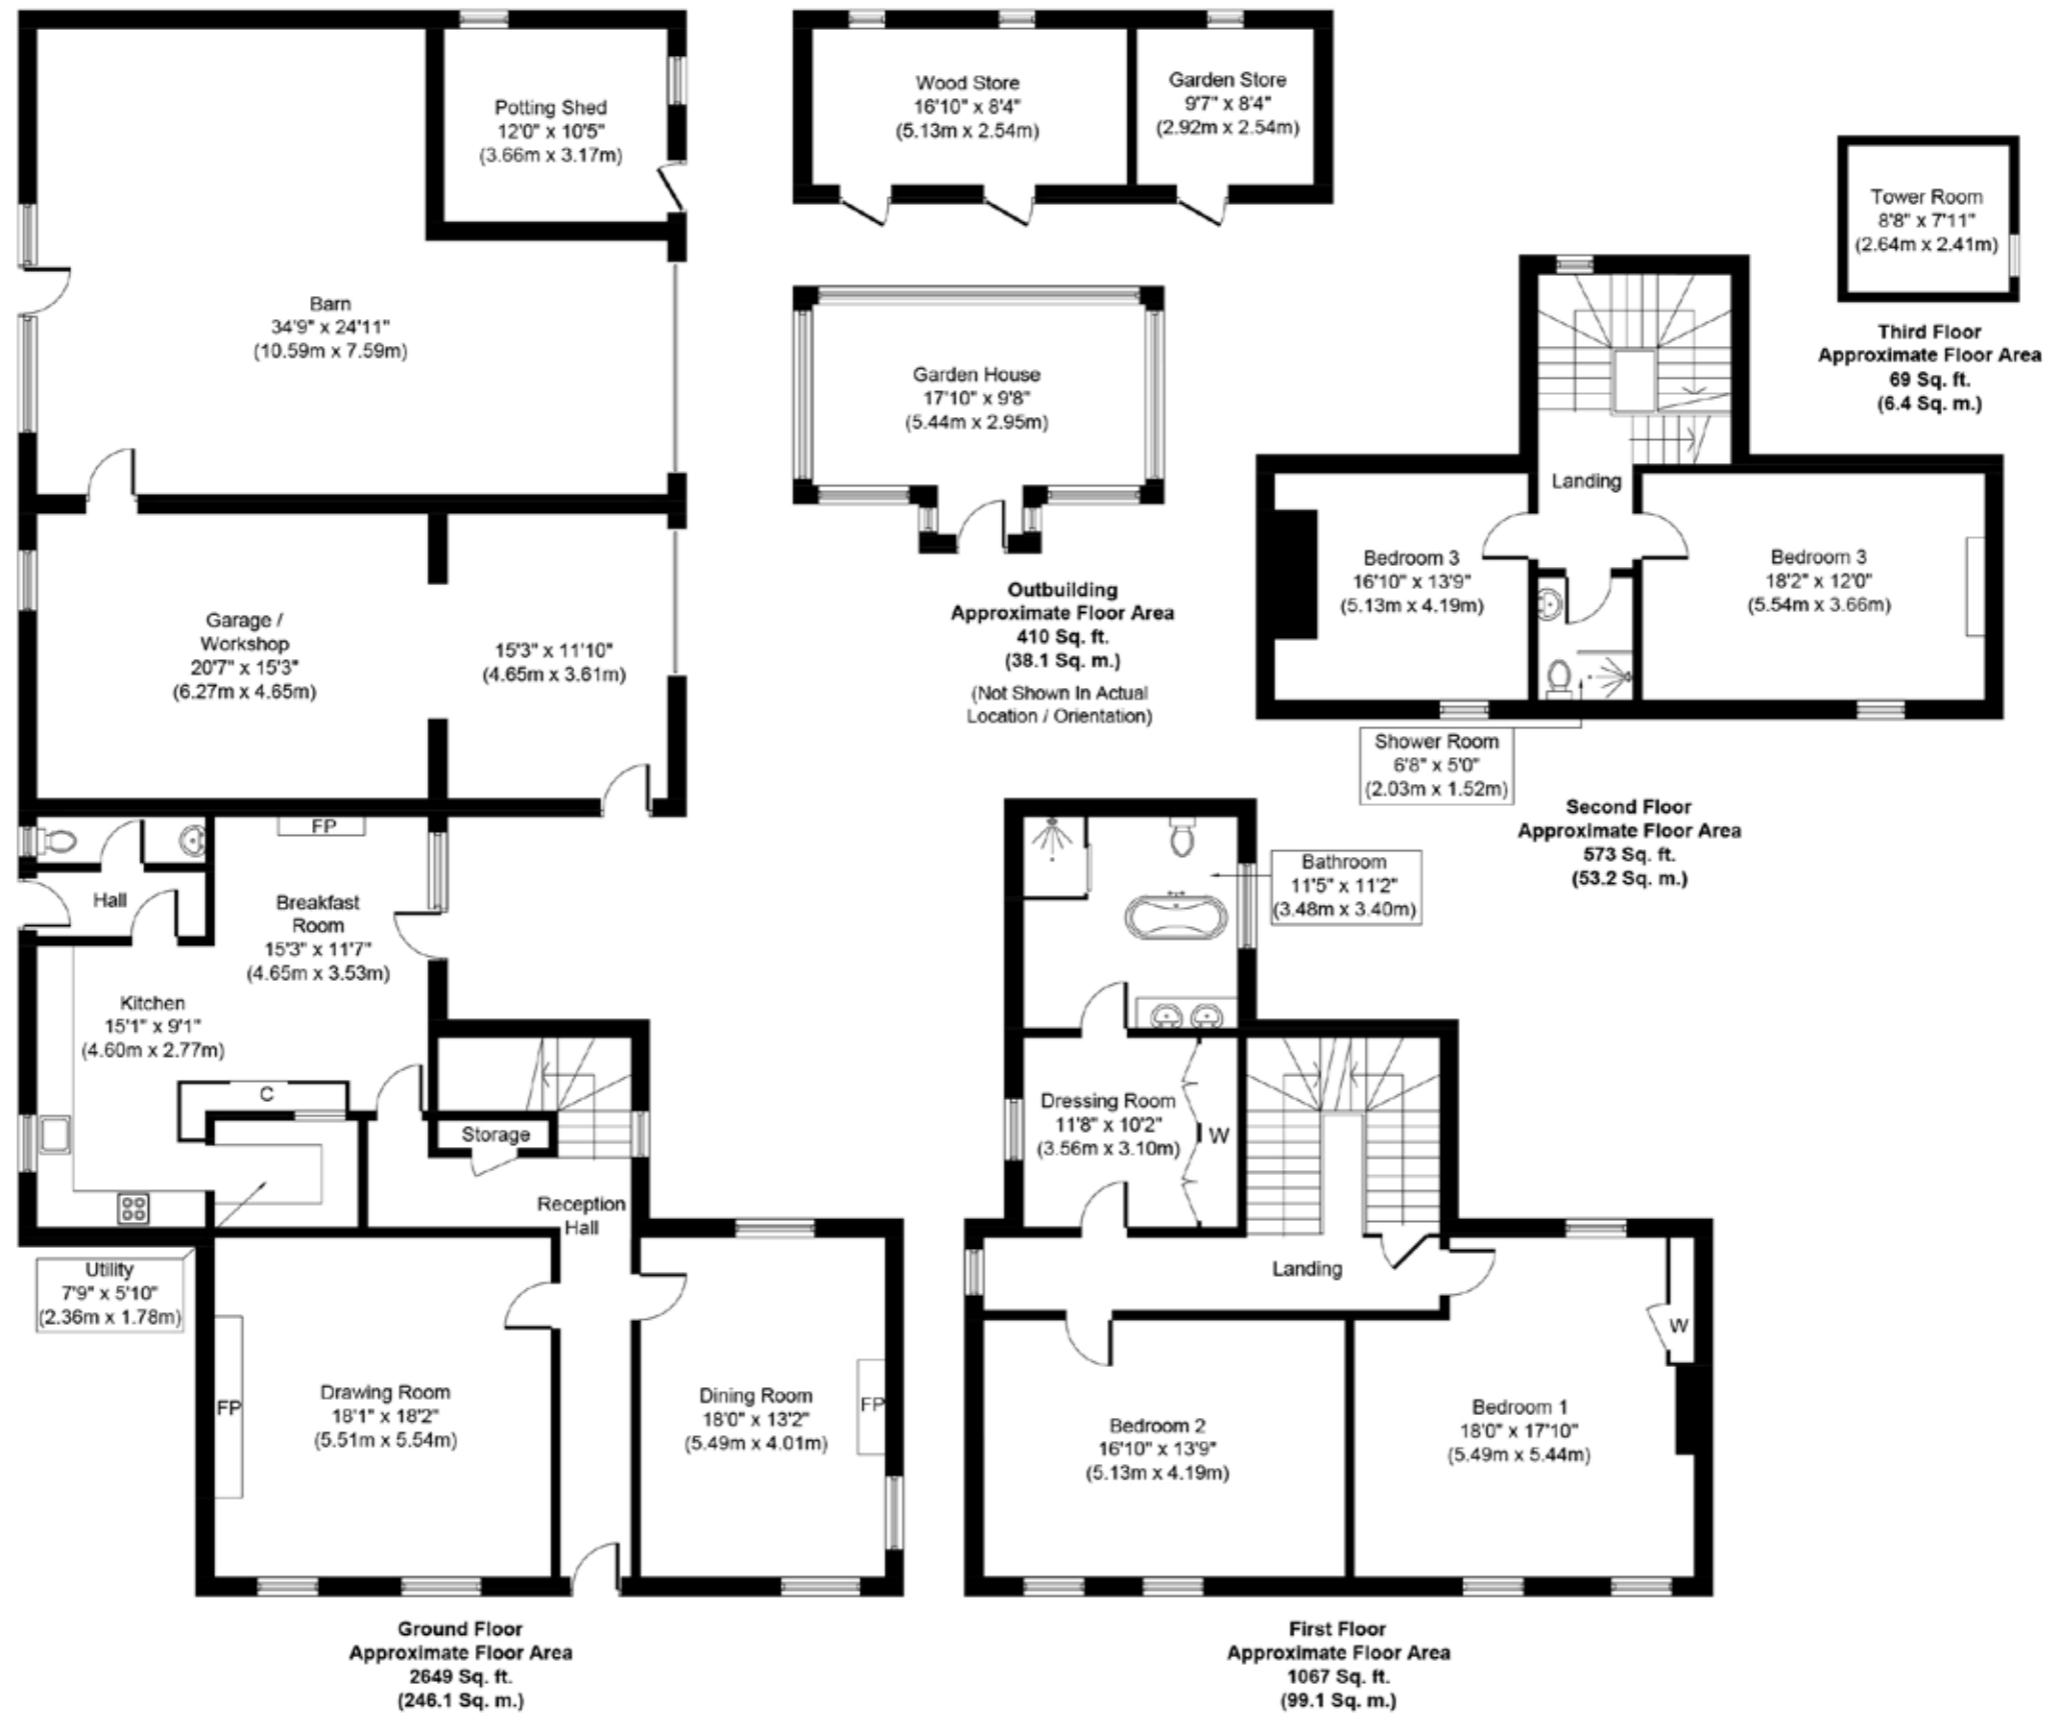 Potting Shed
12'0" x 10'5"
(3.66m x 3.17m)
Barn
34'9" x 24'11"
(10.59m x 7.59m)
Garage /
Workshop
20'7" x 15'3"
(6.27m x 4.65m)
15'3" x 11'10"
(4.65m x 3.61m)
FP
Hall
Breakfast
Room
15'3" x 11'7"
(4.65m x 3.53m)
Kitchen
15'1" x 9'1"
(4.60m x 2.77m)
C
Storage
Reception
Hall
Utility
7'9" x 5'10"
(2.36m x 1.78m)
FP
Drawing Room
18'1" x 18'2"
(5.51m x 5.54m)
Dining Room
18'0" x 13'2"
(5.49m x 4.01m)
FP
Ground Floor
Approximate Floor Area
2649 Sq. ft.
(246.1 Sq. m.)
Wood Store
16'10" x 8'4"
(5.13m x 2.54m)
Garden Store
9'7" x 8'4"
(2.92m x 2.54m)
Garden House
17'10" x 9'8"
(5.44m x 2.95m)
Outbuilding
Approximate Floor Area
410 Sq. ft.
(38.1 Sq. m.)
(Not Shown In Actual
Location / Orientation)
Tower Room
8'8" x 7'11"
(2.64m x 2.41m)
Third Floor
Approximate Floor Area
69 Sq. ft.
(6.4 Sq. m.)
Landing
Bedroom 3
16'10" x 13'9"
(5.13m x 4.19m)
Bedroom 3
18'2" x 12'0"
(5.54m x 3.66m)
Shower Room
6'8" x 5'0"
(2.03m x 1.52m)
Second Floor
Approximate Floor Area
573 Sq. ft.
(53.2 Sq. m.)
Bathroom
11'5" x 11'2"
(3.48m x 3.40m)
Dressing Room
11'8" x 10'2"
(3.56m x 3.10m)
W
Landing
W
Bedroom 2
16'10" x 13'9"
(5.13m x 4.19m)
Bedroom 1
18'0" x 17'10"
(5.49m x 5.44m)
First Floor
Approximate Floor Area
1067 Sq. ft.
(99.1 Sq. m.)